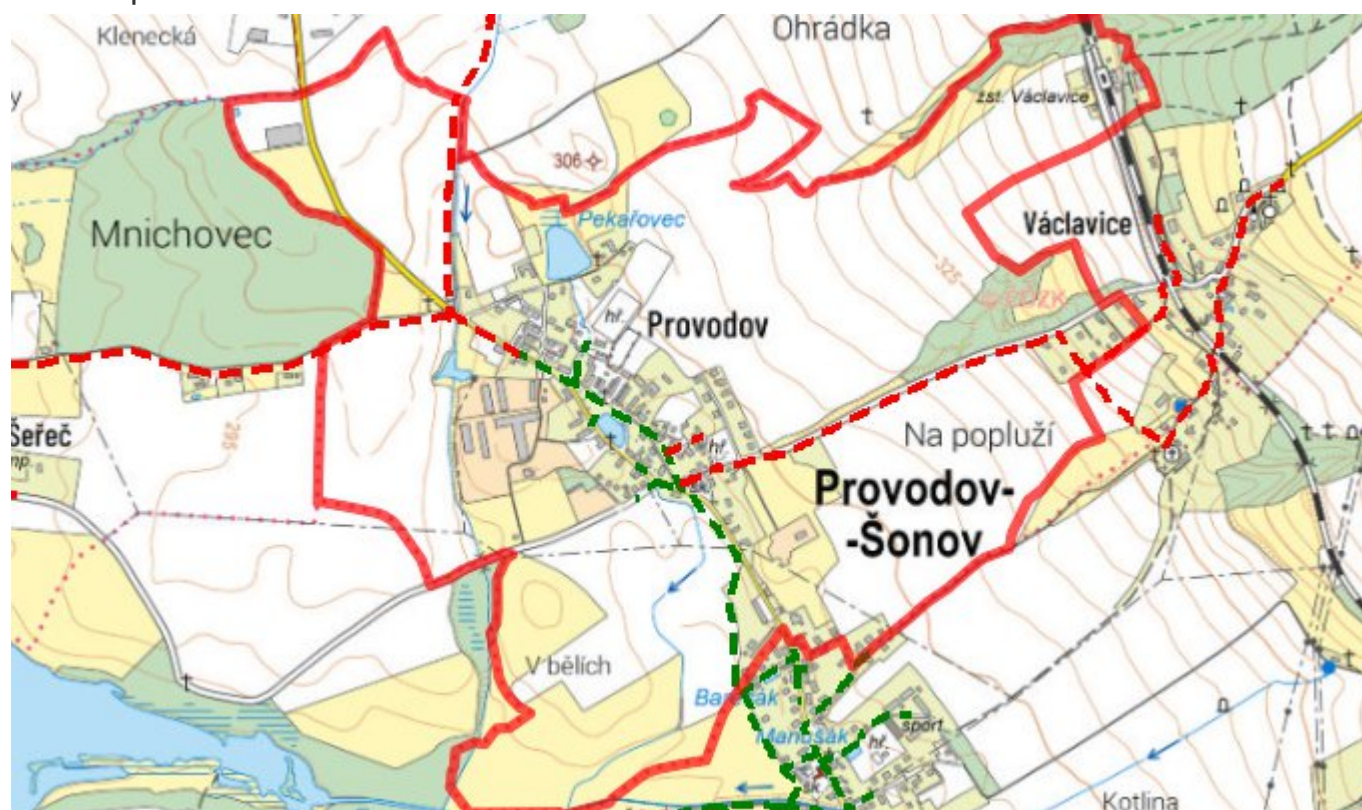 Klenecká
Ohrádka
žst. Václavice
306
Mnichovec
Pekařovec
Václavice
325
hř.
Provodov
Šeřeč
295
hř.
Na popluží
Provodov-
-Šonov
V bělích
Manušák
sport.
hř.
Kotlina